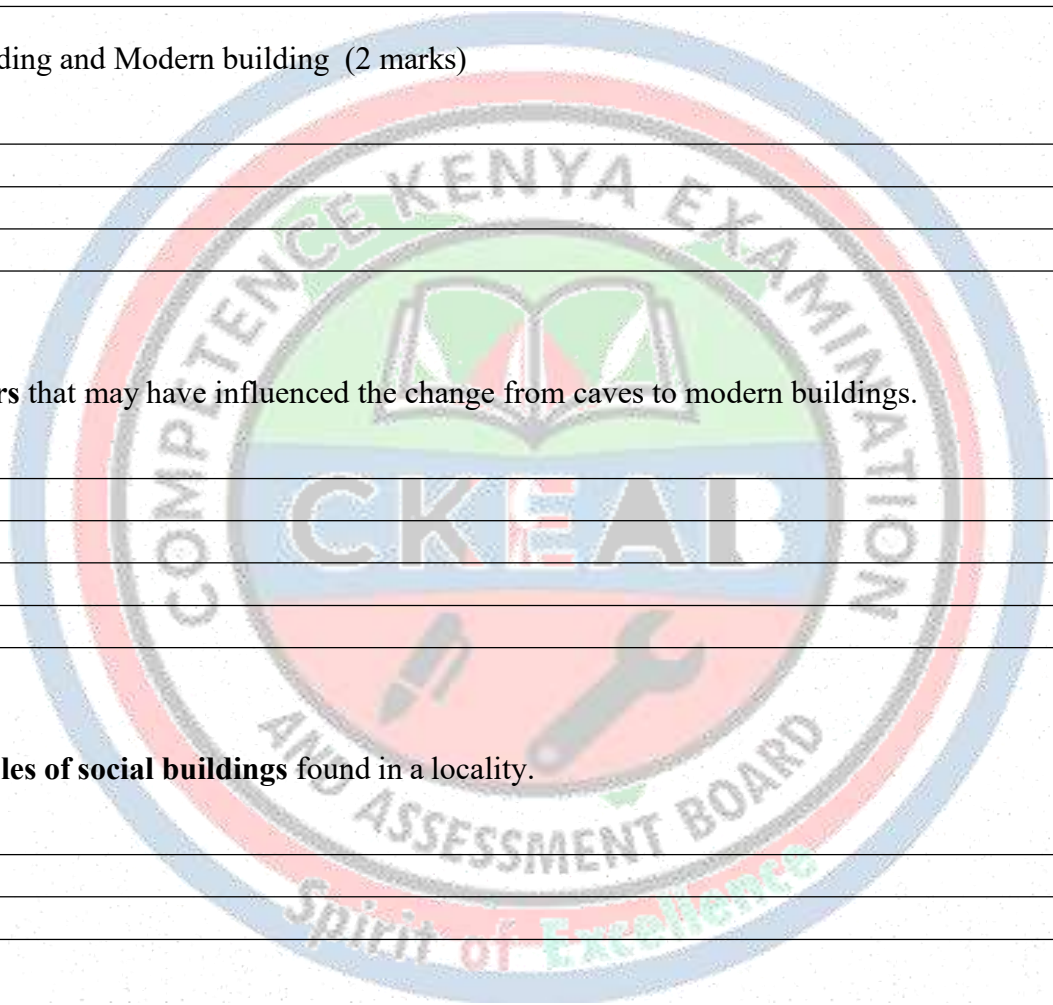 ding and Modern building (2 marks)
COMPETENCE KENYA EXAMINATION
rs that may have influenced the change from caves to modern buildings.
CKEAB
les of social buildings found in a locality.
AND ASSESSMENT BOARD
Spirit of Excellence